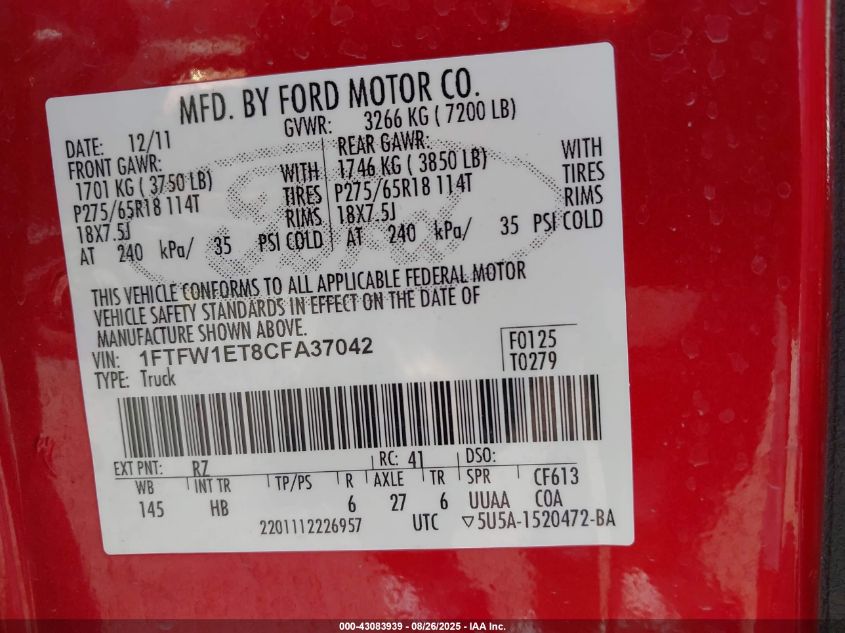 MFD. BY FORD MOTOR CO.
DATE: 12/11 GVWR: 3266 KG ( 7200 LB)
FRONT GAWR: REAR GAWR:
1701 KG ( 3750 LB) WITH 1746 KG ( 3850 LB) WITH
P275/65R18 114T TIRES P275/65R18 114T TIRES
18X7.5J RIMS 18X7.5J RIMS
AT 240 kPa/ 35 PSI COLD AT 240 kPa/ 35 PSI COLD
THIS VEHICLE CONFORMS TO ALL APPLICABLE FEDERAL MOTOR
VEHICLE SAFETY STANDARDS IN EFFECT ON THE DATE OF
MANUFACTURE SHOWN ABOVE.
VIN: 1FTFW1ET8CFA37042 F0125
TYPE: Truck T0279
EXT PNT: RZ RC: 41 DSO:
WB INT TR TP/PS R AXLE TR SPR CF613
145 HB 6 27 6 UUAA COA
2201112226957 UTC ▽5U5A-1520472-BA
000-43083939 - 08/26/2025 - IAA Inc.